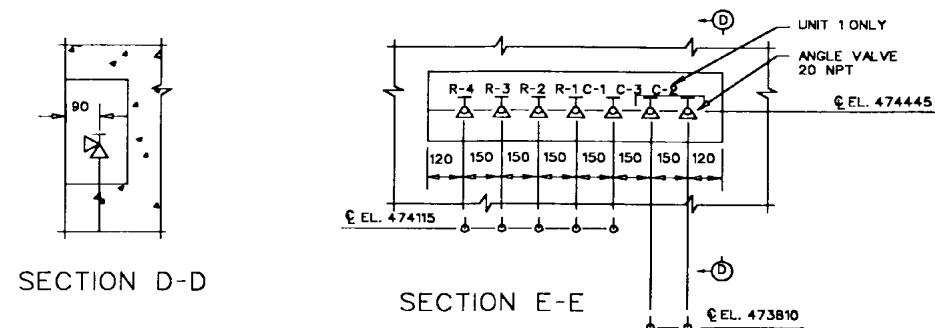 D
UNIT 1 ONLY
ANGLE VALVE
20 NPT
R-4 R-3 R-2 R-1 C-1 C-3 C-2
90
℄ EL. 474445
120 150 150 150 150 150 150 120
℄ EL. 474115
SECTION D-D
D
SECTION E-E
℄ EL. 473810